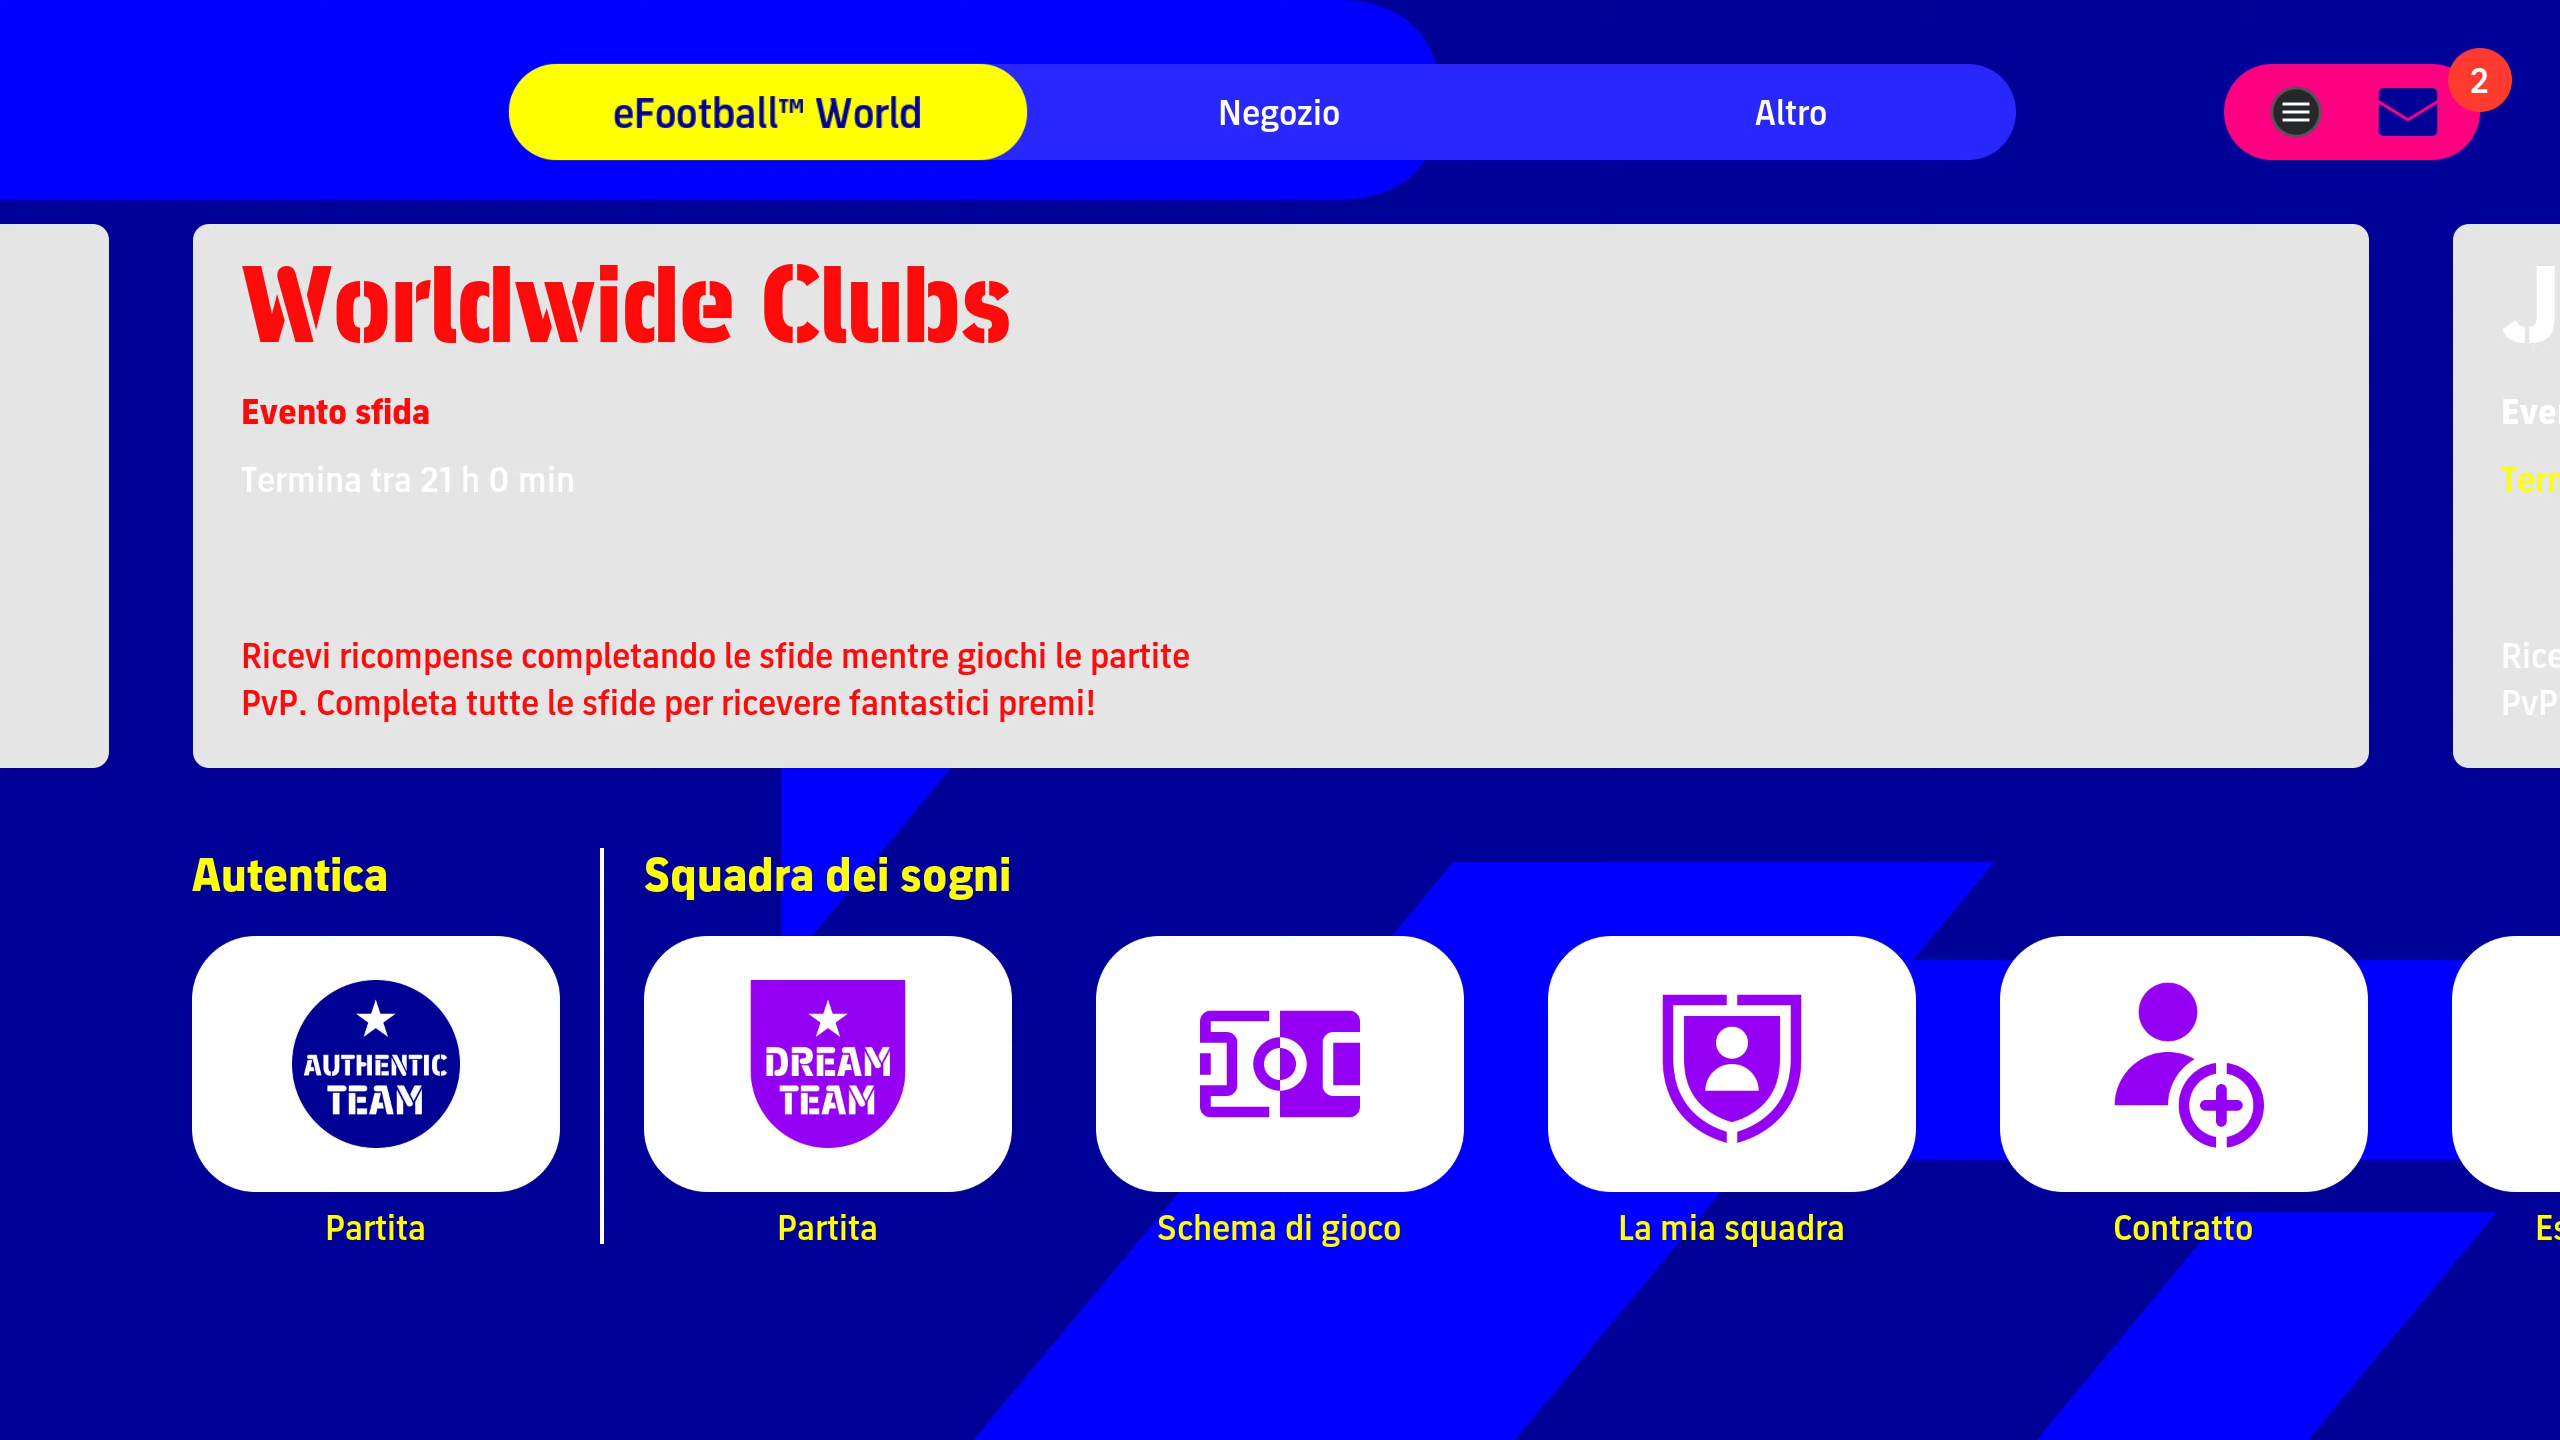 eFootball™ World
Negozio
Altro
2
Worldwide Clubs
Evento sfida
Termina tra 21 h 0 min
Ricevi ricompense completando le sfide mentre giochi le partite
PvP. Completa tutte le sfide per ricevere fantastici premi!
J
PvP
Autentica
Squadra dei sogni
AUTHENTIC
TEAM
DREAM
TEAM
Partita
Partita
Schema di gioco
La mia squadra
Contratto